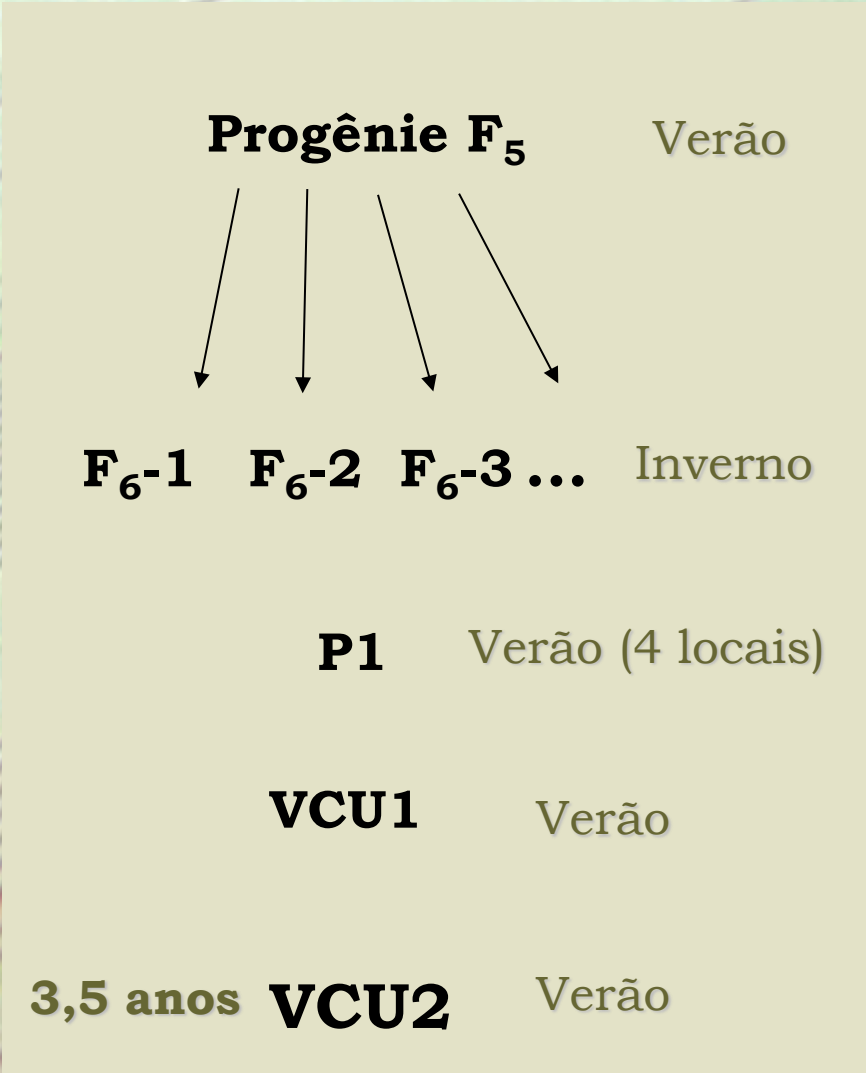 Progênie F₅ Verão
F₆-1 F₆-2 F₆-3 ... Inverno
P1 Verão (4 locais)
VCU1 Verão
3,5 anos VCU2 Verão